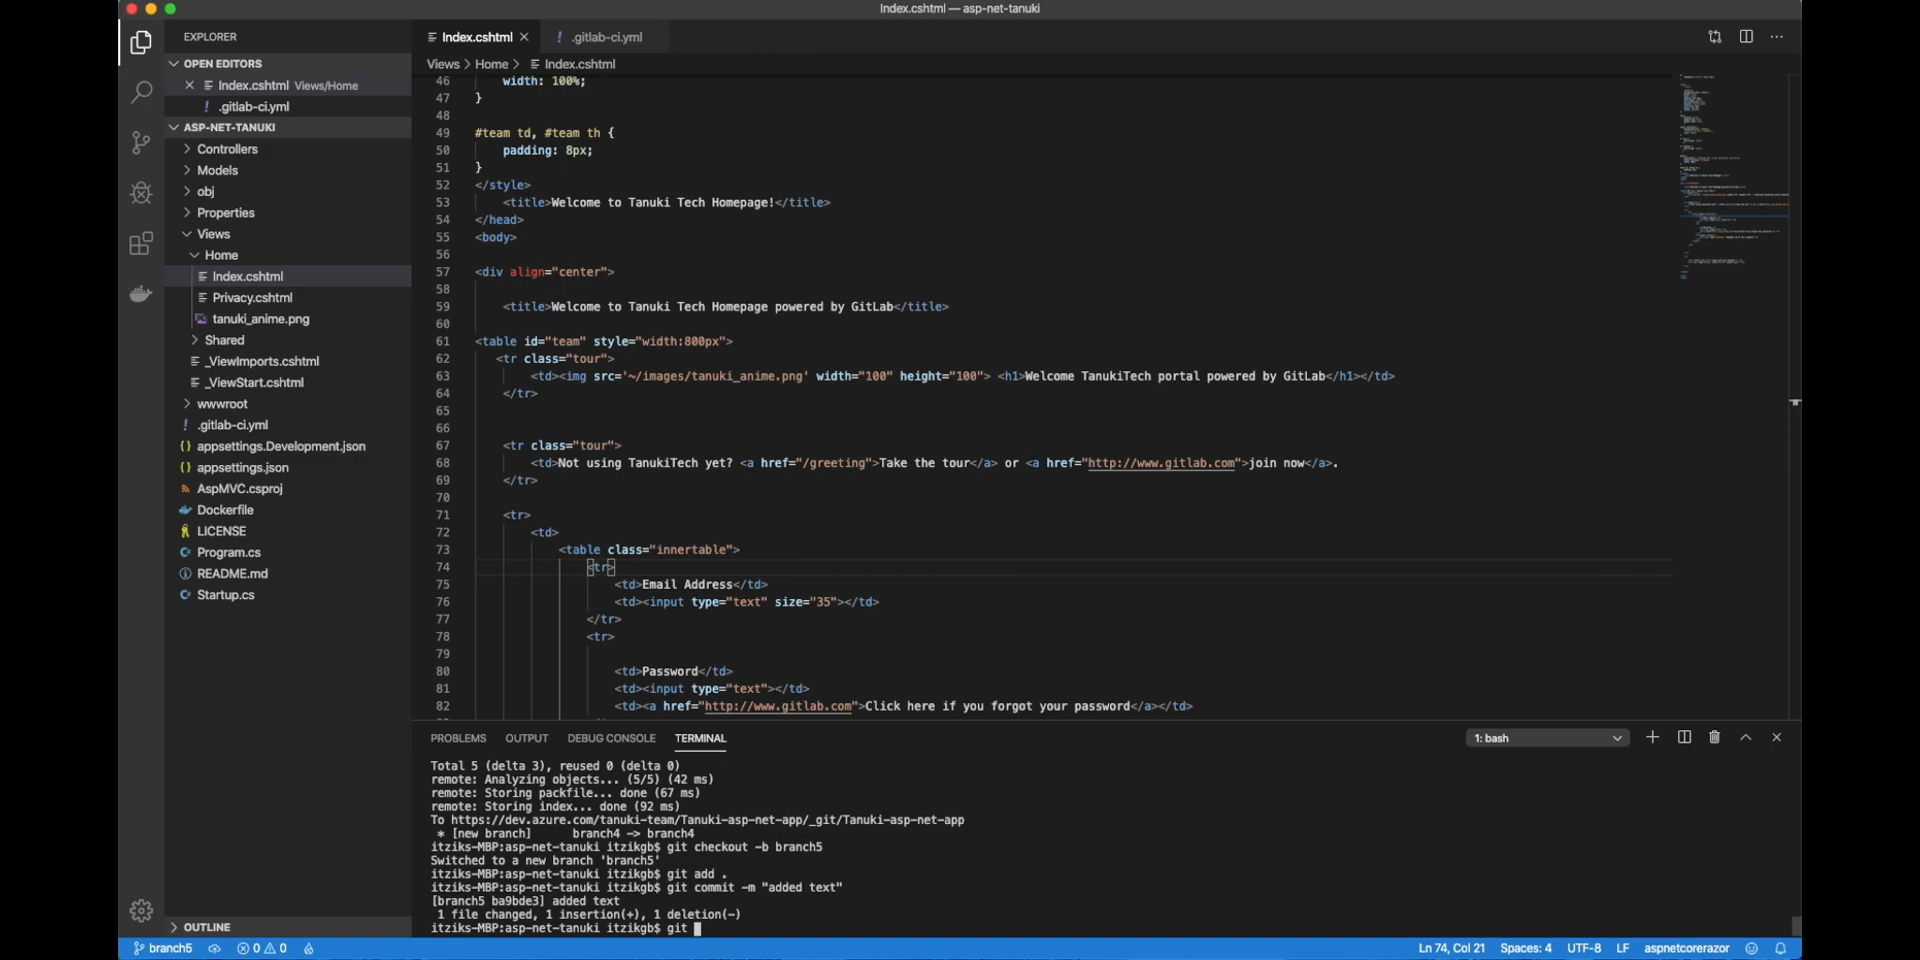 Index.cshtml — asp-net-tanuki
EXPLORER
OPEN EDITORS
Index.cshtml Views/Home
.gitlab-ci.yml
ASP-NET-TANUKI
Controllers
Models
obj
Properties
Views
Home
Index.cshtml
Privacy.cshtml
tanuki_anime.png
Shared
_ViewImports.cshtml
_ViewStart.cshtml
wwwroot
.gitlab-ci.yml
appsettings.Development.json
appsettings.json
AspMVC.csproj
Dockerfile
LICENSE
Program.cs
README.md
Startup.cs
OUTLINE
Index.cshtml
.gitlab-ci.yml
Views > Home > Index.cshtml
46 width: 100%;
47 }
48
49 #team td, #team th {
50 padding: 8px;
51 }
52 </style>
53 <title>Welcome to Tanuki Tech Homepage!</title>
54 </head>
55 <body>
56
57 <div align="center">
58
59 <title>Welcome to Tanuki Tech Homepage powered by GitLab</title>
60
61 <table id="team" style="width:800px">
62 <tr class="tour">
63 <td><img src='~/images/tanuki_anime.png' width="100" height="100"> <h1>Welcome TanukiTech portal powered by GitLab</h1></td>
64 </tr>
65
66
67 <tr class="tour">
68 <td>Not using TanukiTech yet? <a href="/greeting">Take the tour</a> or <a href="http://www.gitlab.com">join now</a>.
69 </tr>
70
71 <tr>
72 <td>
73 <table class="innertable">
74 <tr>
75 <td>Email Address</td>
76 <td><input type="text" size="35"></td>
77 </tr>
78 <tr>
79
80 <td>Password</td>
81 <td><input type="text"></td>
82 <td><a href="http://www.gitlab.com">Click here if you forgot your password</a></td>
PROBLEMS OUTPUT DEBUG CONSOLE TERMINAL
1: bash
Total 5 (delta 3), reused 0 (delta 0)
remote: Analyzing objects... (5/5) (42 ms)
remote: Storing packfile... done (67 ms)
remote: Storing index... done (92 ms)
To https://dev.azure.com/tanuki-team/Tanuki-asp-net-app/_git/Tanuki-asp-net-app
* [new branch] branch4 -> branch4
itziks-MBP:asp-net-tanuki itzikgb$ git checkout -b branch5
Switched to a new branch 'branch5'
itziks-MBP:asp-net-tanuki itzikgb$ git add .
itziks-MBP:asp-net-tanuki itzikgb$ git commit -m "added text"
[branch5 ba9bde3] added text
1 file changed, 1 insertion(+), 1 deletion(-)
itziks-MBP:asp-net-tanuki itzikgb$ git
branch5 0 0 Ln 74, Col 21 Spaces: 4 UTF-8 LF aspnetcorerazor